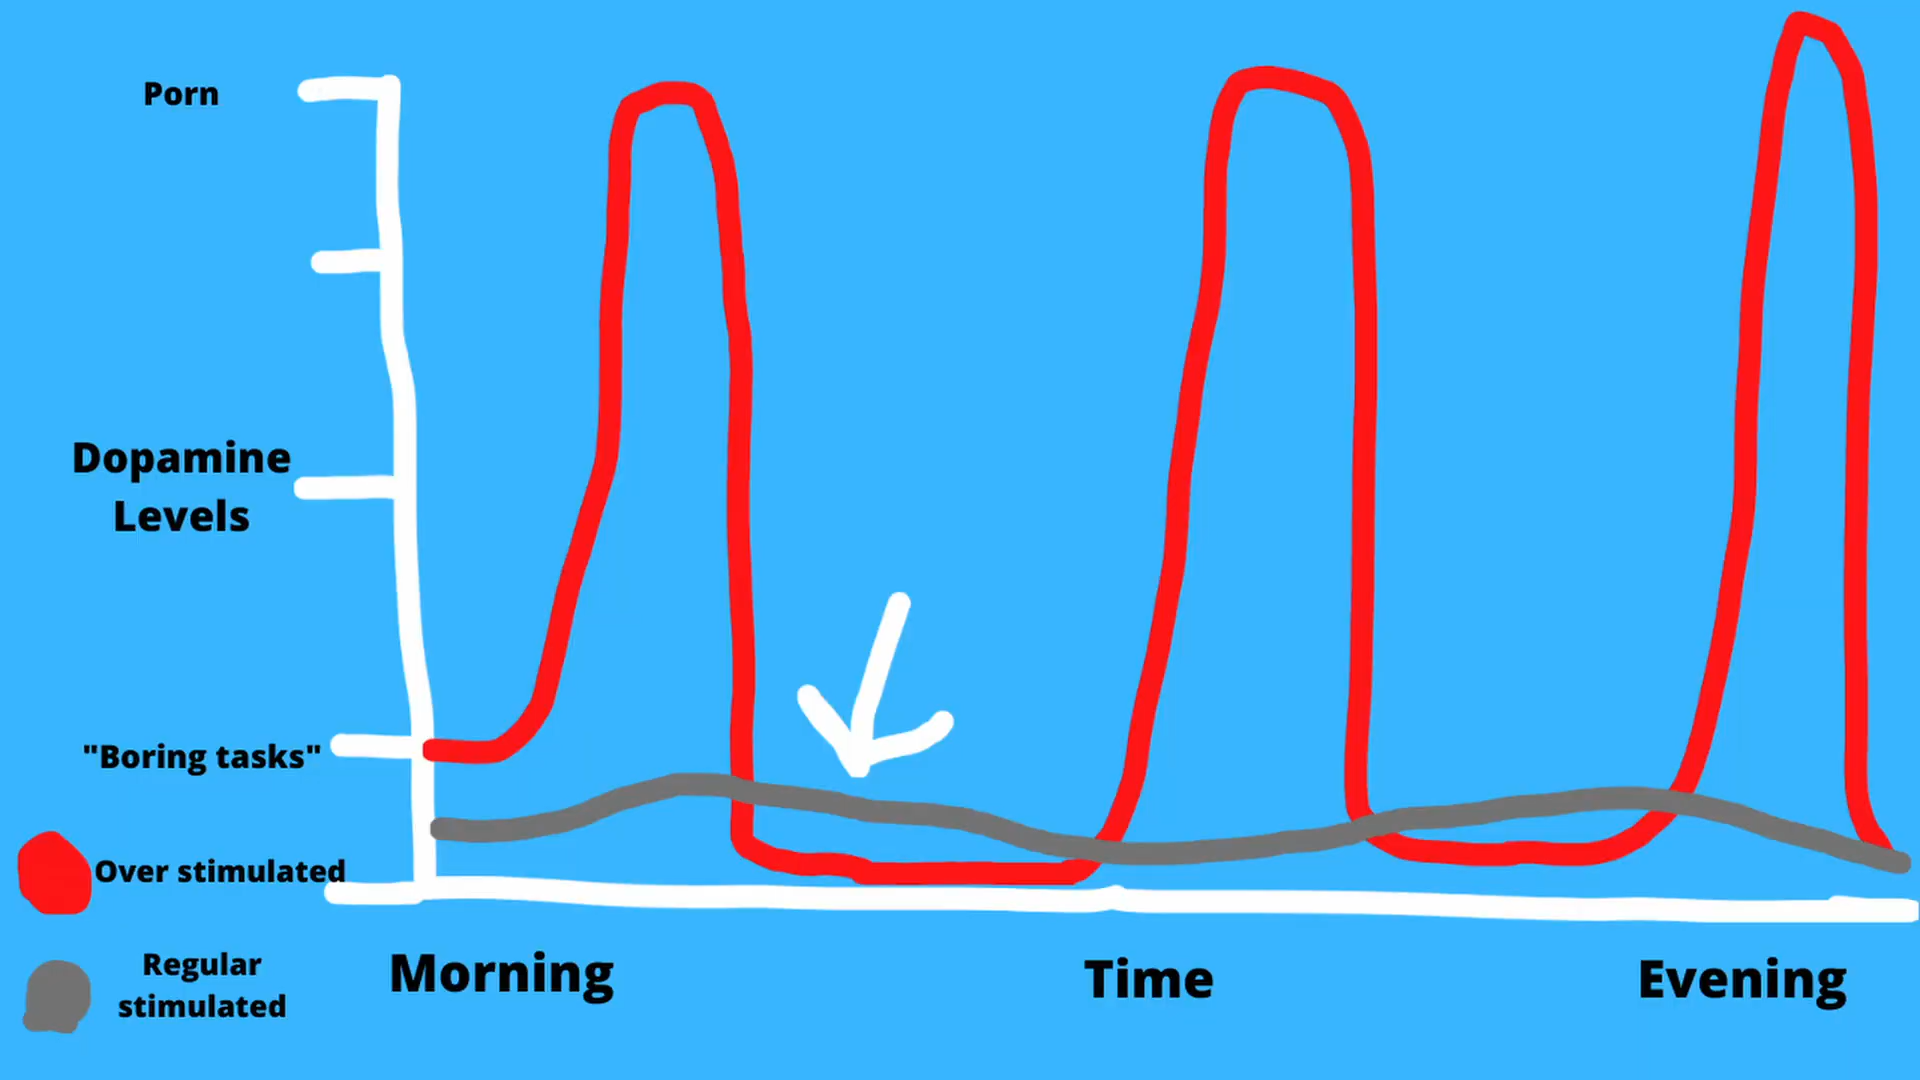 Porn
Dopamine
Levels
"Boring tasks"
Over stimulated
Regular
stimulated
Morning
Time
Evening